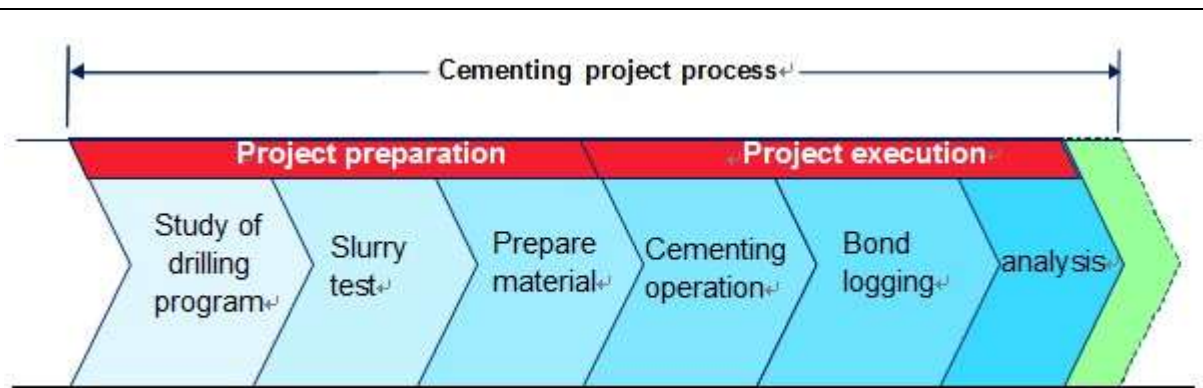 Cementing project process
Project preparation
Project execution
Study of
drilling
program
Slurry
test
Prepare
material
Cementing
operation
Bond
logging
analysis